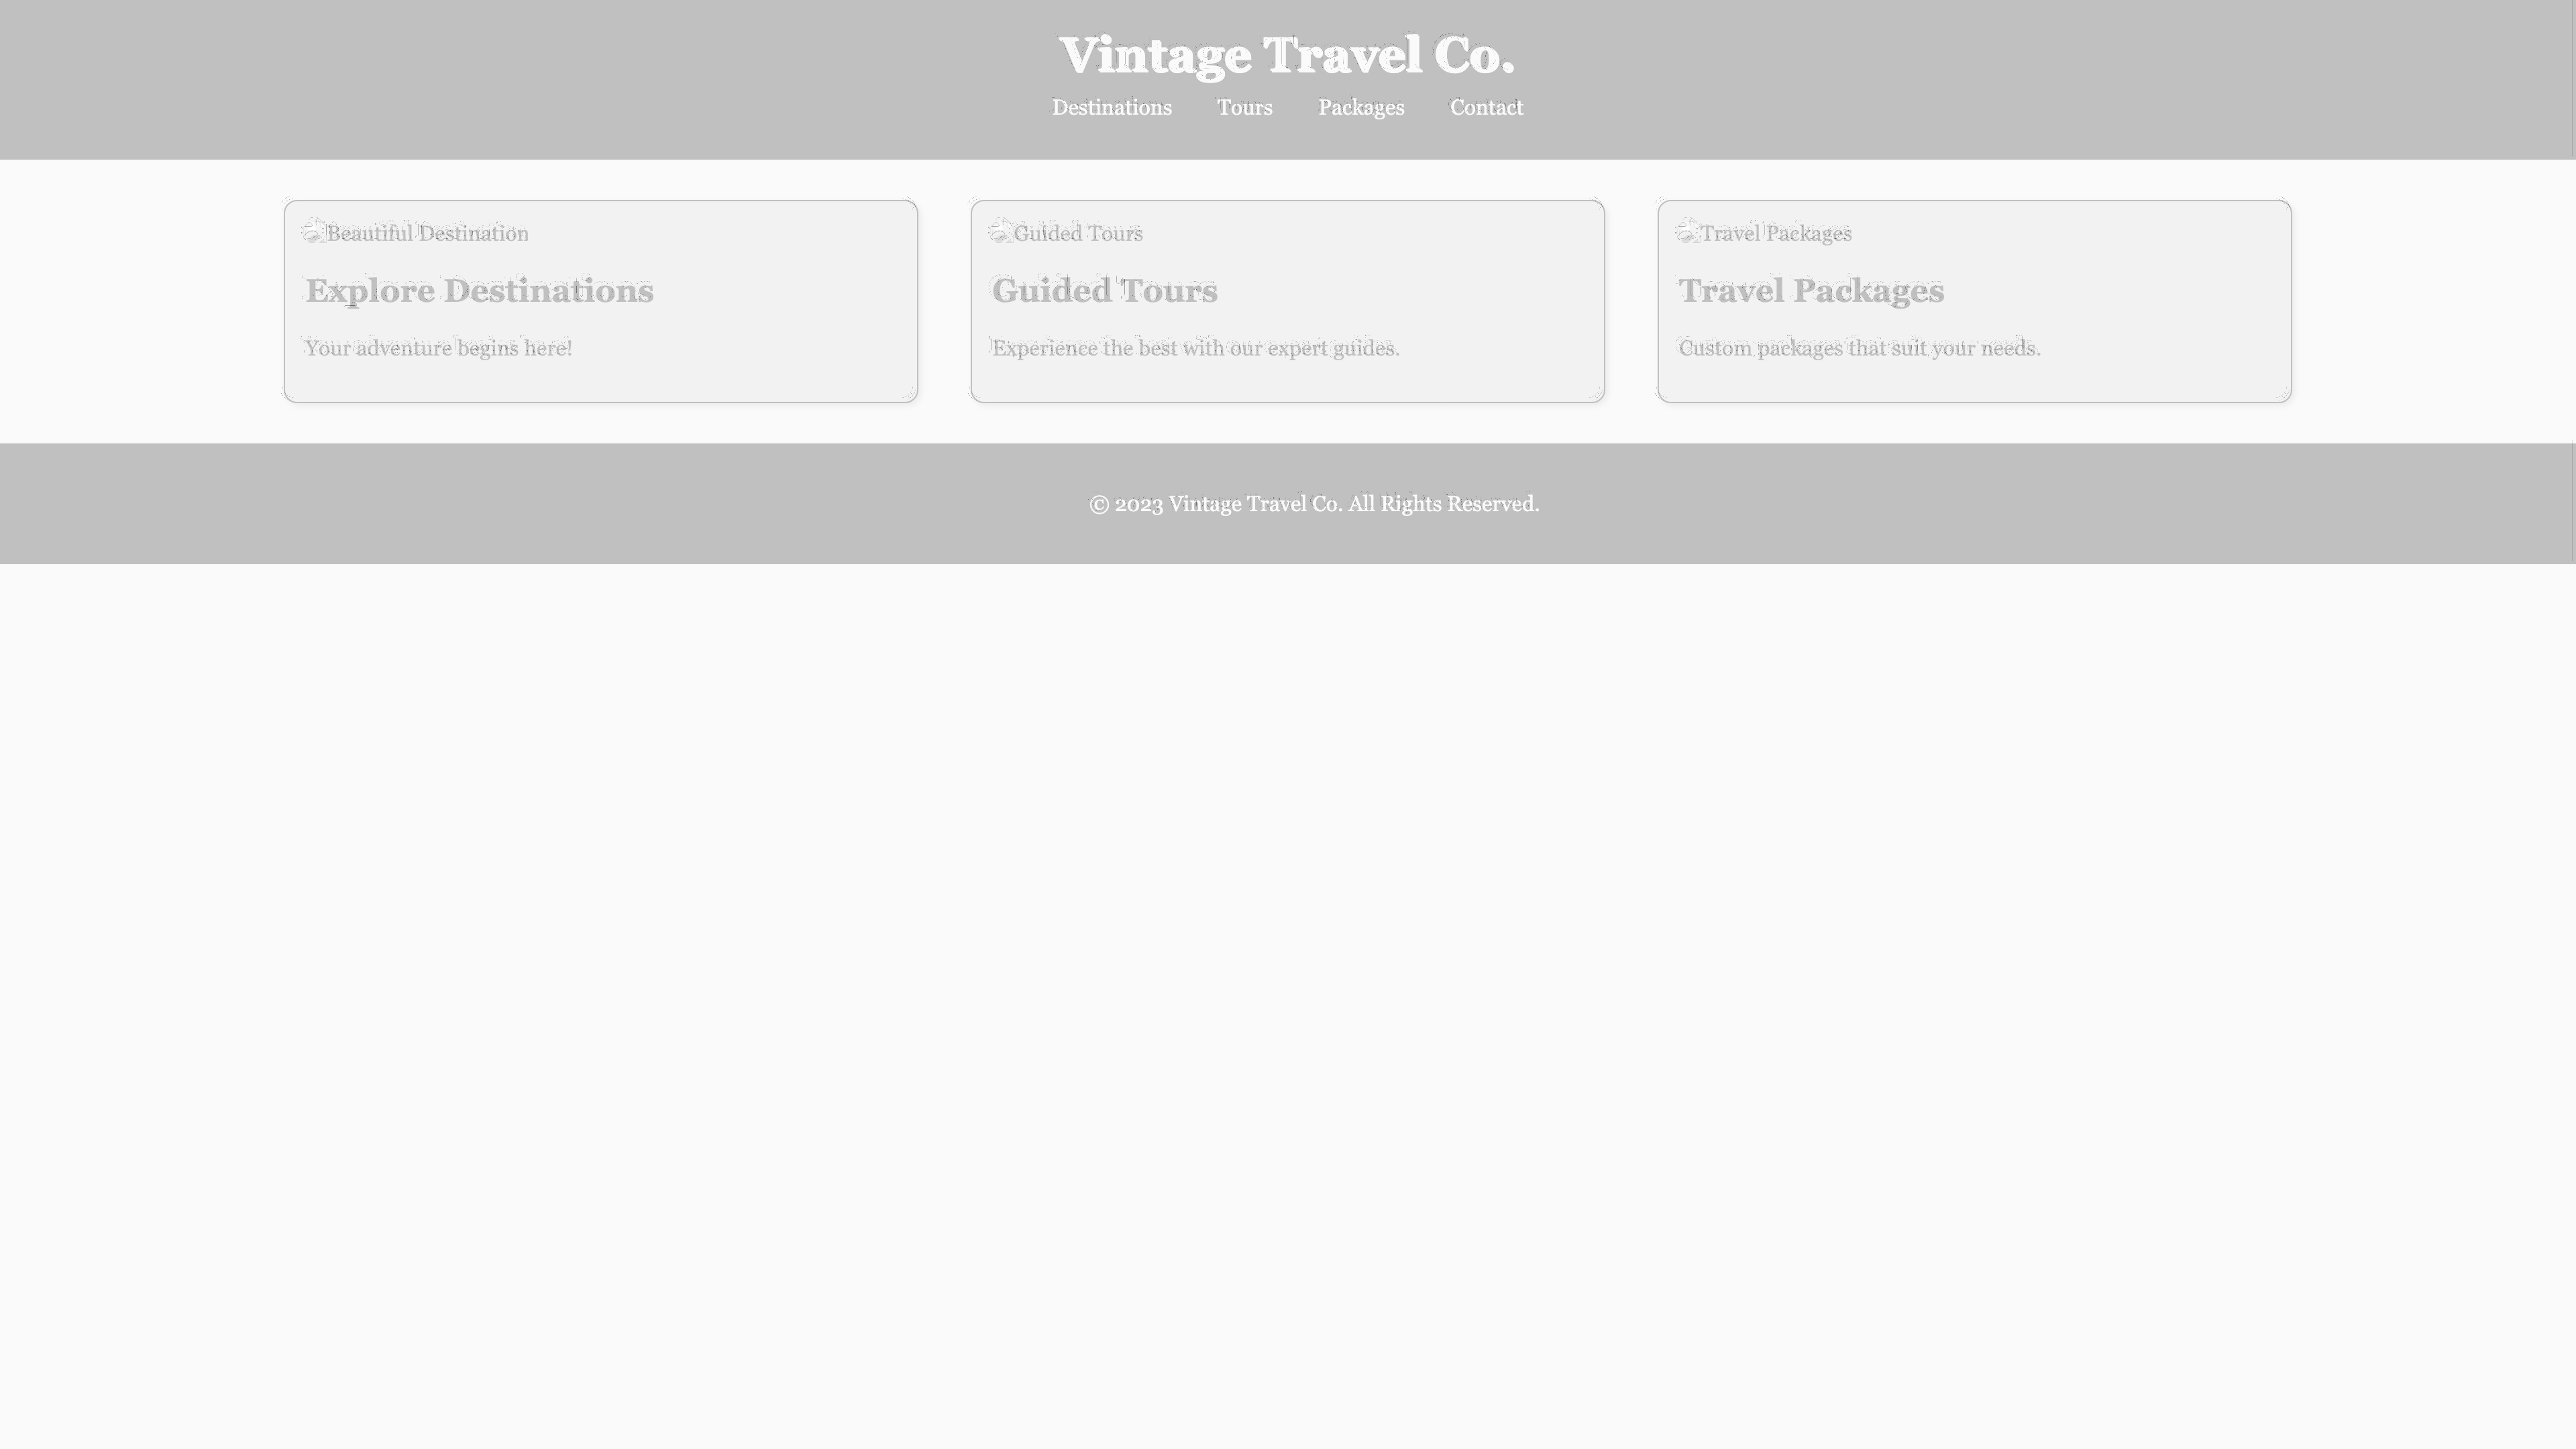 Vintage Travel Co.
Destinations Tours Packages Contact
Beautiful Destination
Explore Destinations
Your adventure begins here!
Guided Tours
Guided Tours
Experience the best with our expert guides.
Travel Packages
Travel Packages
Custom packages that suit your needs.
© 2023 Vintage Travel Co. All Rights Reserved.